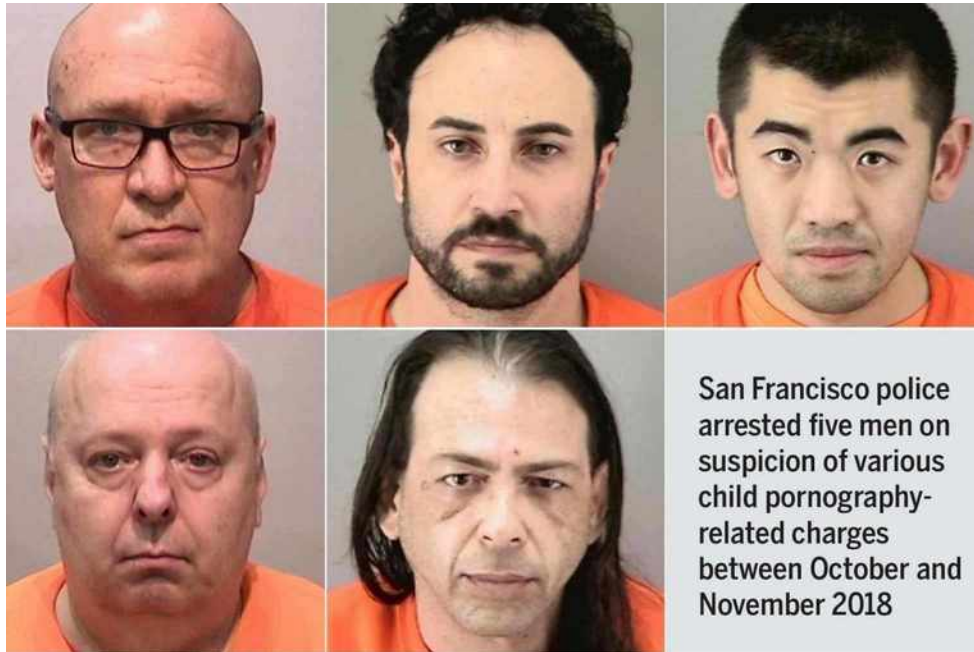 San Francisco police
arrested five men on
suspicion of various
child pornography-
related charges
between October and
November 2018